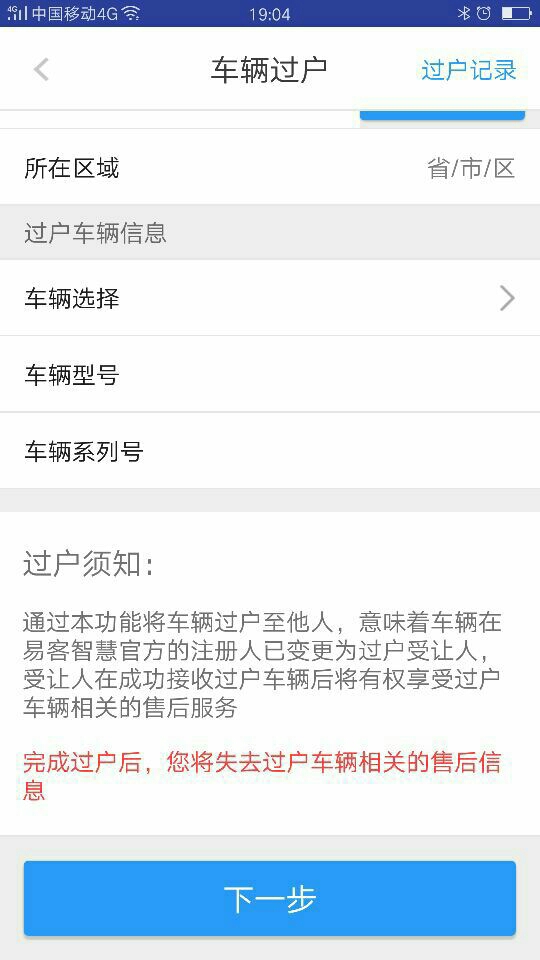 4G 中国移动4G 19:04
车辆过户 过户记录
所在区域 省/市/区
过户车辆信息
车辆选择
车辆型号
车辆系列号
过户须知：
通过本功能将车辆过户至他人，意味着车辆在
易客智慧官方的注册人已变更为过户受让人，
受让人在成功接收过户车辆后将有权享受过户
车辆相关的售后服务
完成过户后，您将失去过户车辆相关的售后信
息
下一步